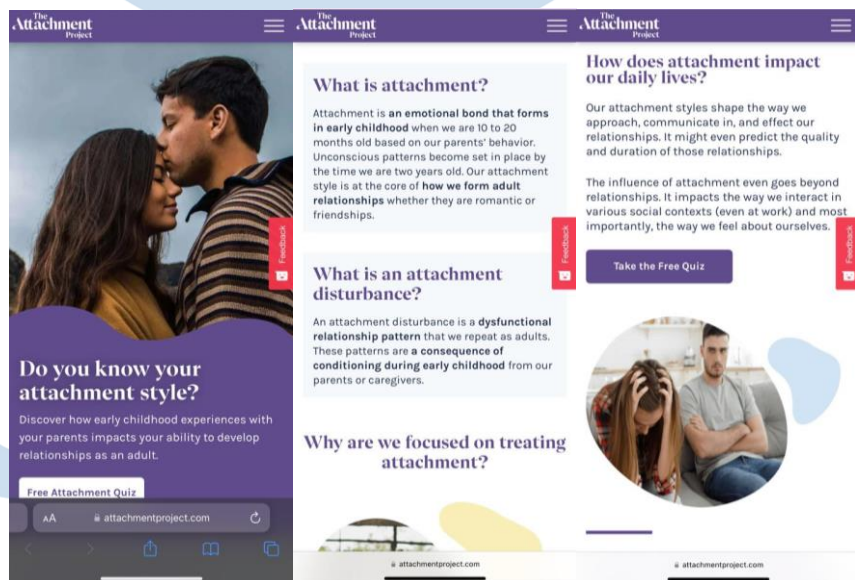 The
Attachment
Project
Feedback
Do you know your
attachment style?
Discover how early childhood experiences with
your parents impacts your ability to develop
relationships as an adult.
Free Attachment Quiz
AA
attachmentproject.com
The
Attachment
Project
What is attachment?
Attachment is an emotional bond that forms
in early childhood when we are 10 to 20
months old based on our parents' behavior.
Unconscious patterns become set in place by
the time we are two years old. Our attachment
style is at the core of how we form adult
relationships whether they are romantic or
friendships.
Feedback
What is an attachment
disturbance?
An attachment disturbance is a dysfunctional
relationship pattern that we repeat as adults.
These patterns are a consequence of
conditioning during early childhood from our
parents or caregivers.
Why are we focused on treating
attachment?
attachmentproject.com
The
Attachment
Project
How does attachment impact
our daily lives?
Our attachment styles shape the way we
approach, communicate in, and effect our
relationships. It might even predict the quality
and duration of those relationships.
The influence of attachment even goes beyond
relationships. It impacts the way we interact in
various social contexts (even at work) and most
importantly, the way we feel about ourselves.
Feedback
Take the Free Quiz
attachmentproject.com